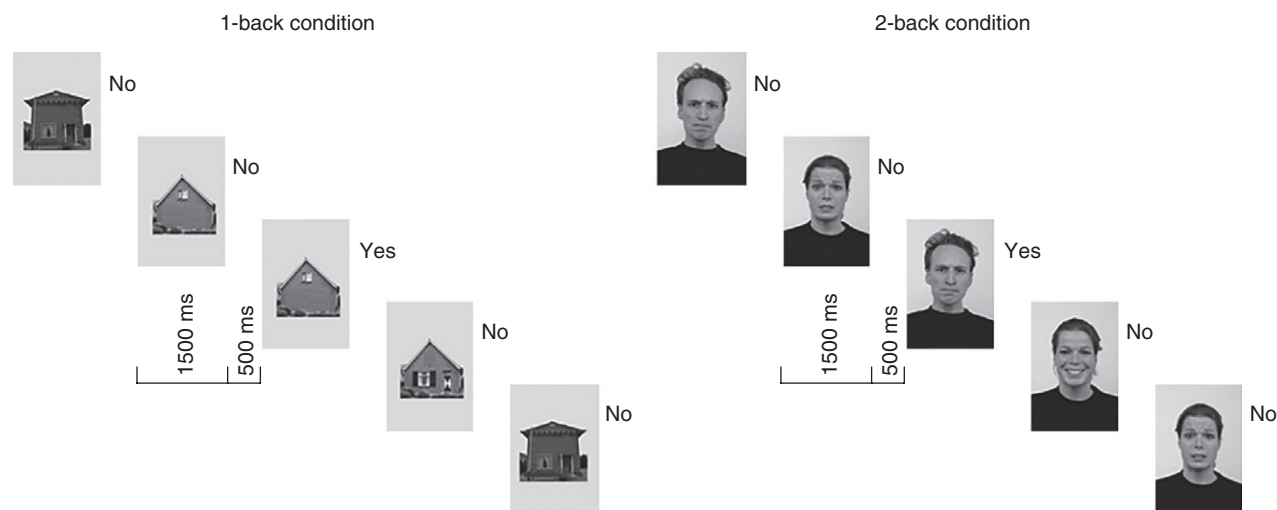 1-back condition
No
No
Yes
No
No
1500 ms
500 ms
2-back condition
No
No
Yes
No
No
1500 ms
500 ms